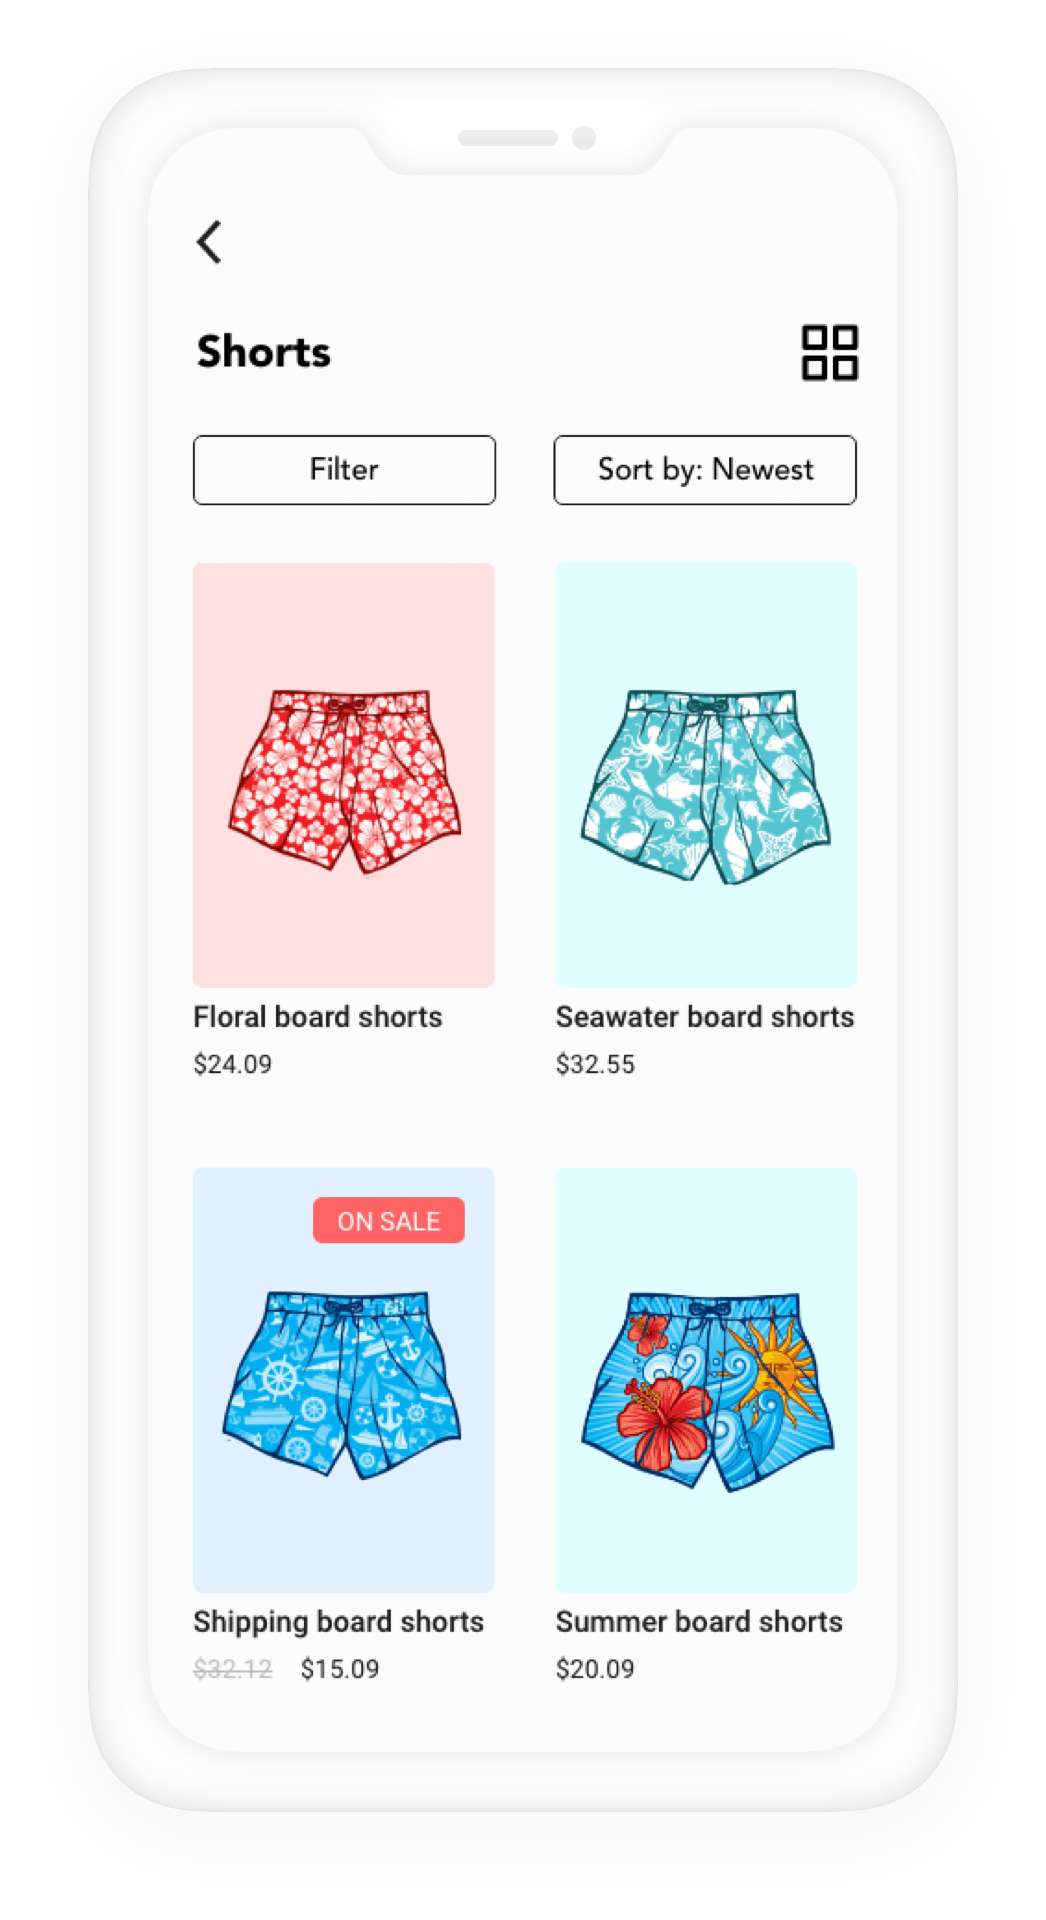 Shorts
Filter
Sort by: Newest
Floral board shorts
$24.09
Seawater board shorts
$32.55
ON SALE
Shipping board shorts
$32.12 $15.09
Summer board shorts
$20.09